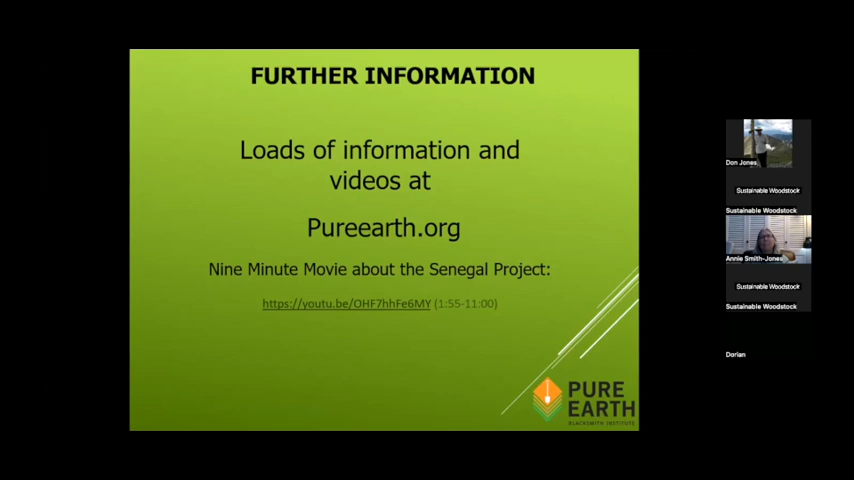 FURTHER INFORMATION
Loads of information and
videos at
Pureearth.org
Nine Minute Movie about the Senegal Project:
https://youtu.be/OHF7hhFe6MY (1:55-11:00)
PURE
EARTH
BLACKSMITH INSTITUTE
Don Jones
Sustainable Woodstock
Sustainable Woodstock
Annie Smith-Jones
Sustainable Woodstock
Sustainable Woodstock
Dorian